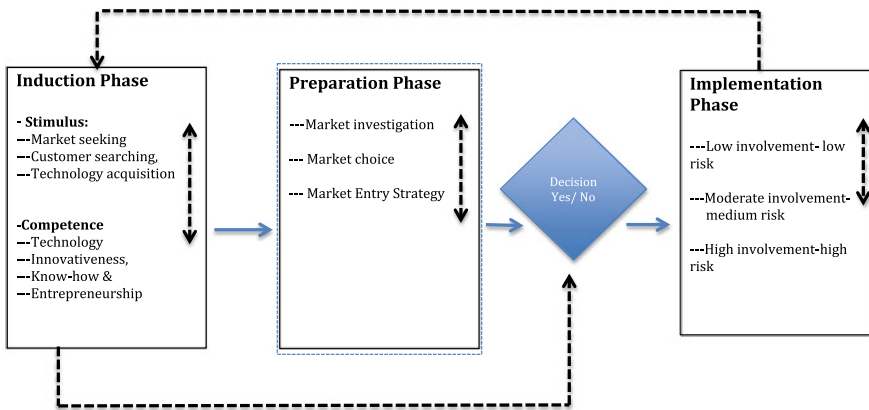 Induction Phase
- Stimulus:
---Market seeking
---Customer searching,
---Technology acquisition
-Competence
---Technology
---Innovativeness,
---Know-how &
---Entrepreneurship
Preparation Phase
---Market investigation
---Market choice
--- Market Entry Strategy
Decision
Yes/ No
Implementation
Phase
---Low involvement- low
risk
---Moderate involvement-
medium risk
---High involvement-high
risk